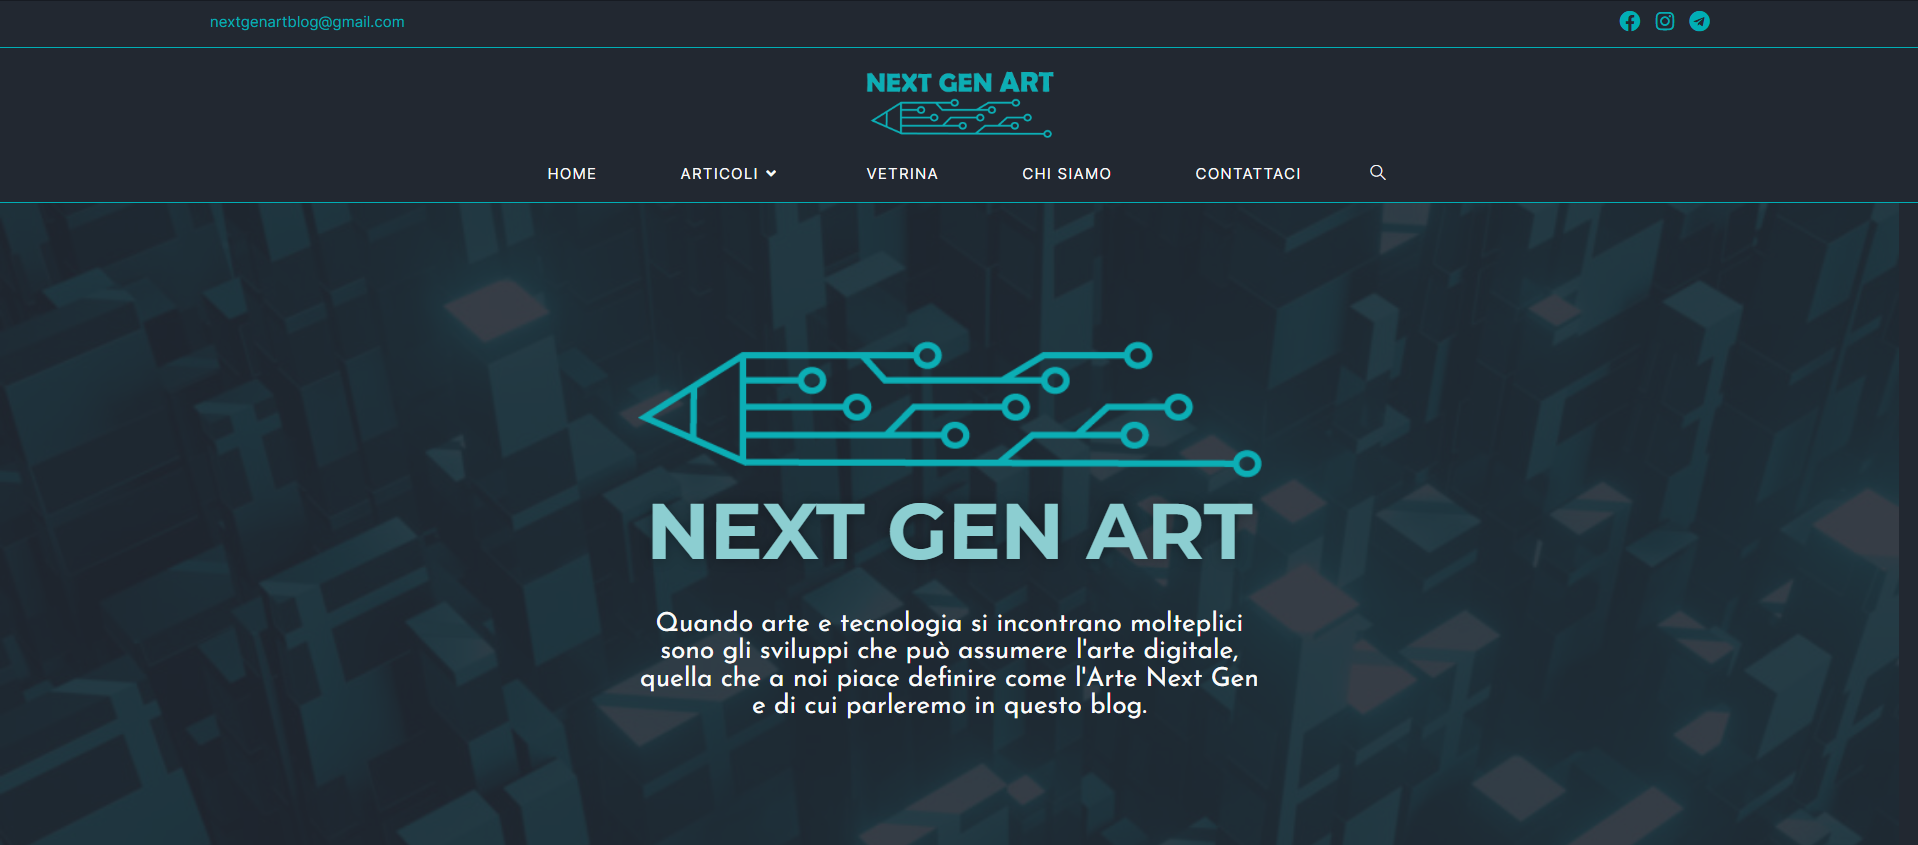 nextgenartblog@gmail.com
NEXT GEN ART
HOME ARTICOLI VETRINA CHI SIAMO CONTATTACI
NEXT GEN ART
Quando arte e tecnologia si incontrano molteplici
sono gli sviluppi che può assumere l'arte digitale,
quella che a noi piace definire come l'Arte Next Gen
e di cui parleremo in questo blog.